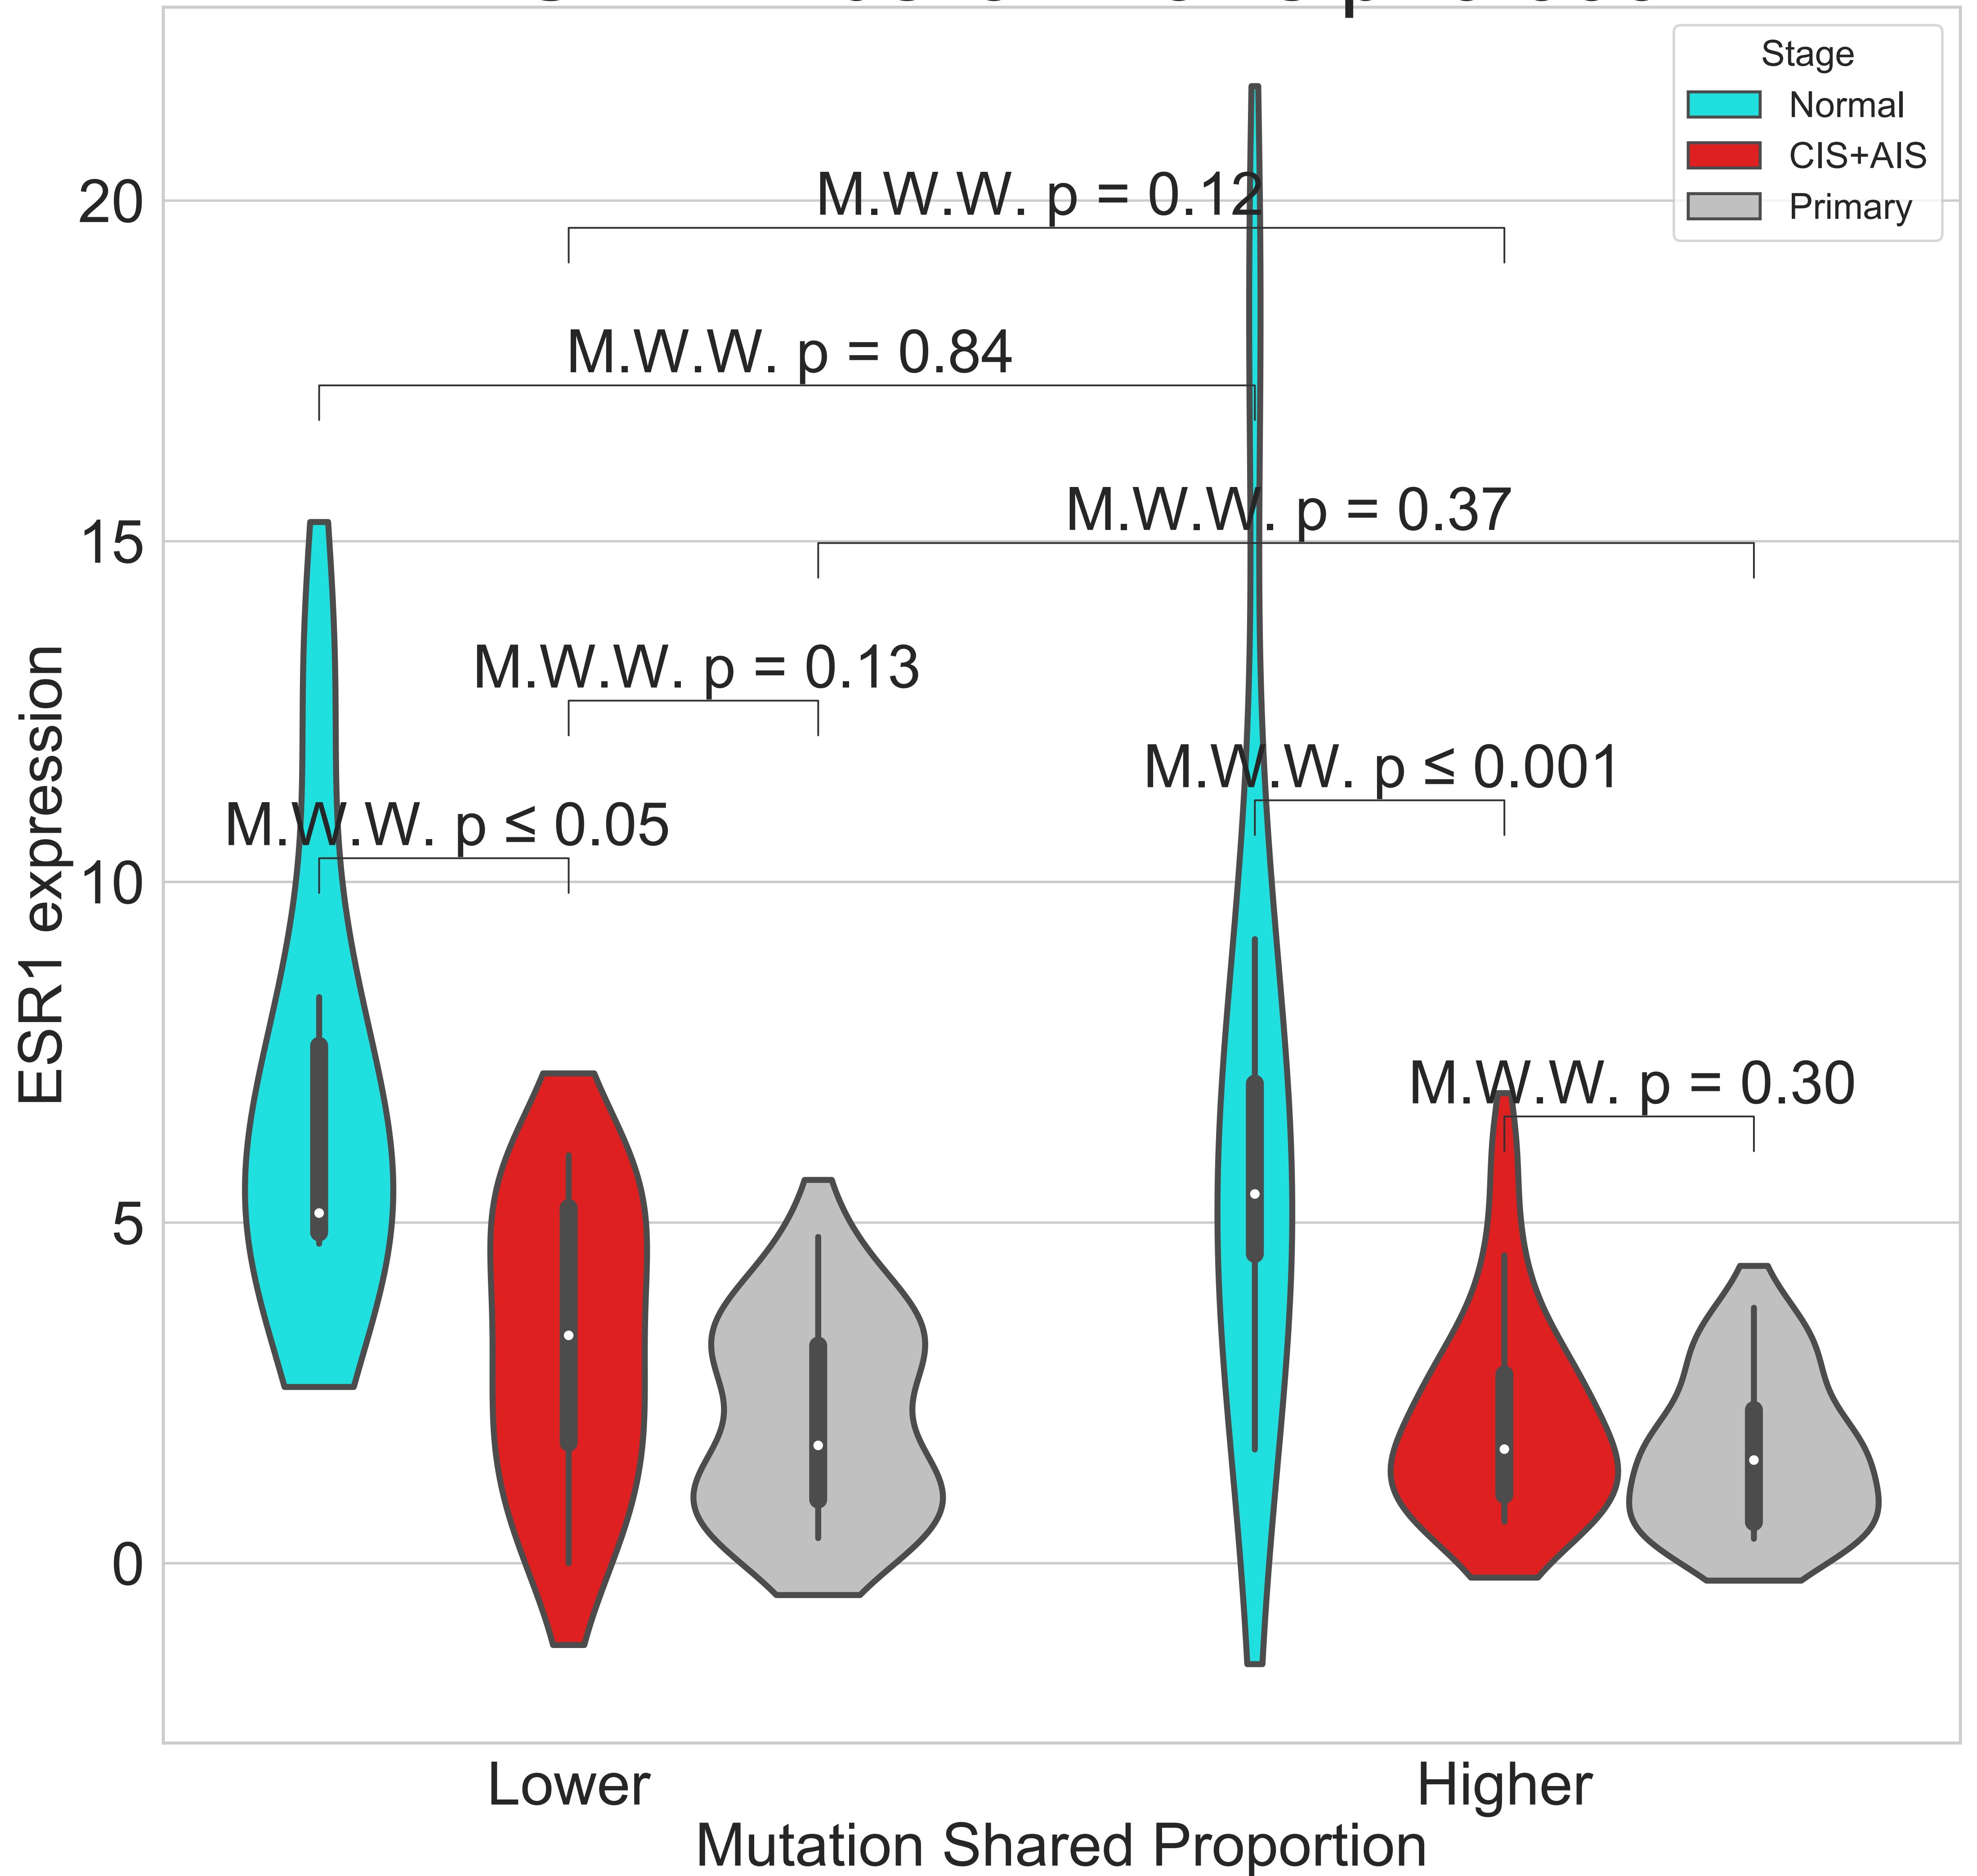 Stage
Normal
CIS+AIS
Primary
20
15
10
5
0
ESR1 expression
M.W.W. p = 0.12
M.W.W. p = 0.84
M.W.W. p = 0.37
M.W.W. p = 0.13
M.W.W. p ≤ 0.001
M.W.W. p ≤ 0.05
M.W.W. p = 0.30
Lower
Higher
Mutation Shared Proportion